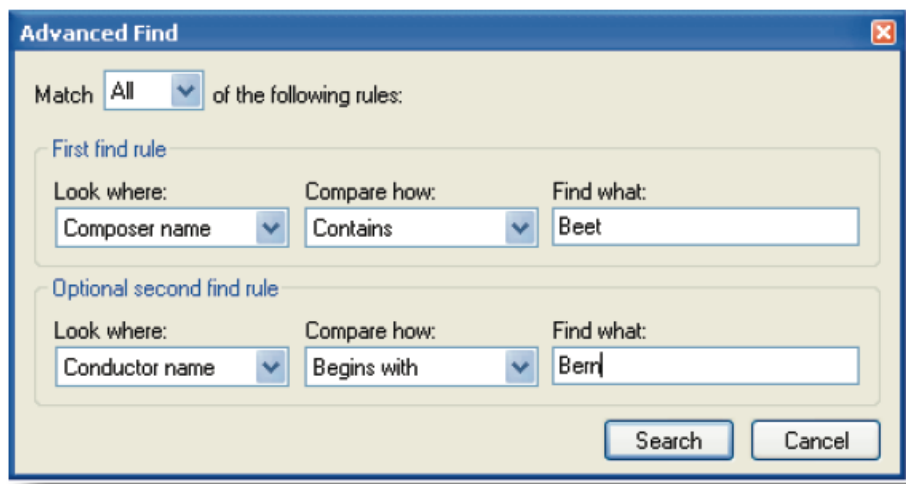 Advanced Find
Match All of the following rules:
First find rule
Look where: Compare how: Find what:
Composer name Contains Beet
Optional second find rule
Look where: Compare how: Find what:
Conductor name Begins with Bern
Search Cancel